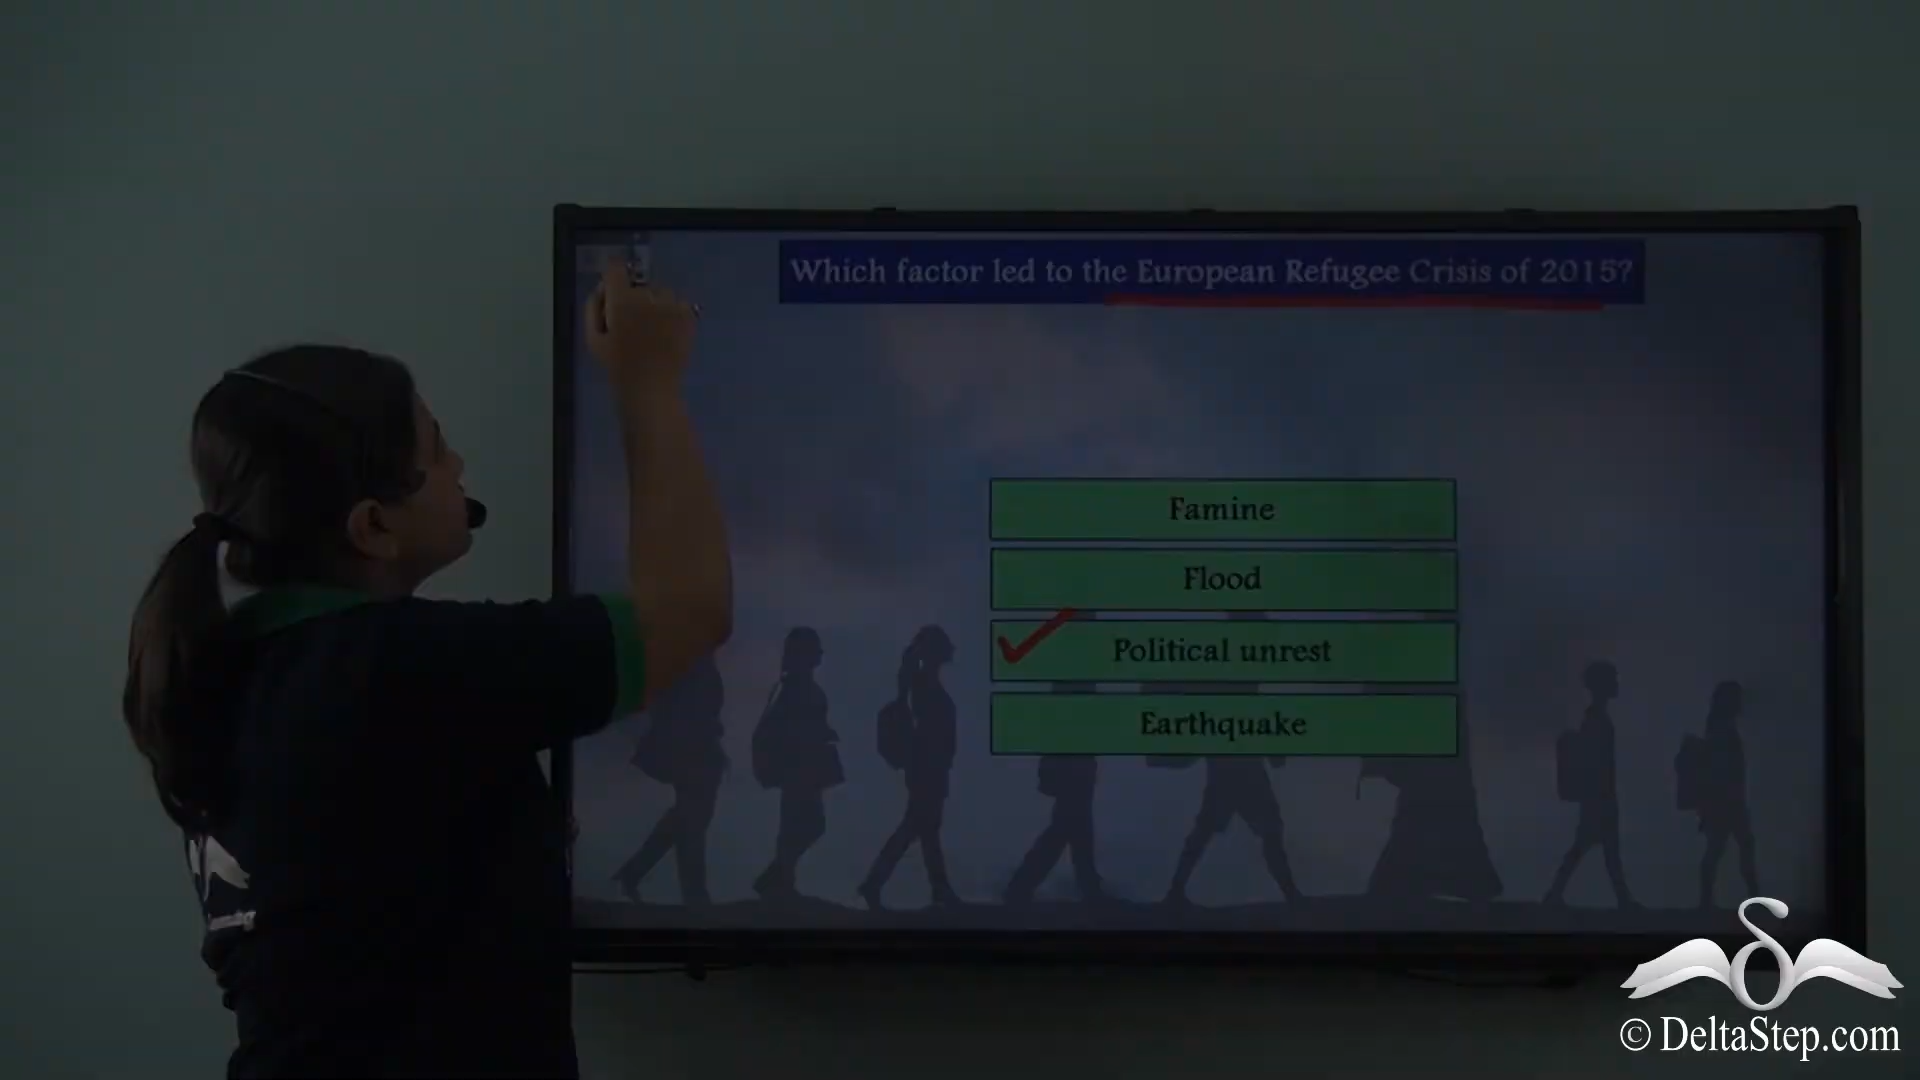 Which factor led to the European Refugee Crisis of 2015?
Famine
Flood
Political unrest
Earthquake
© DeltaStep.com